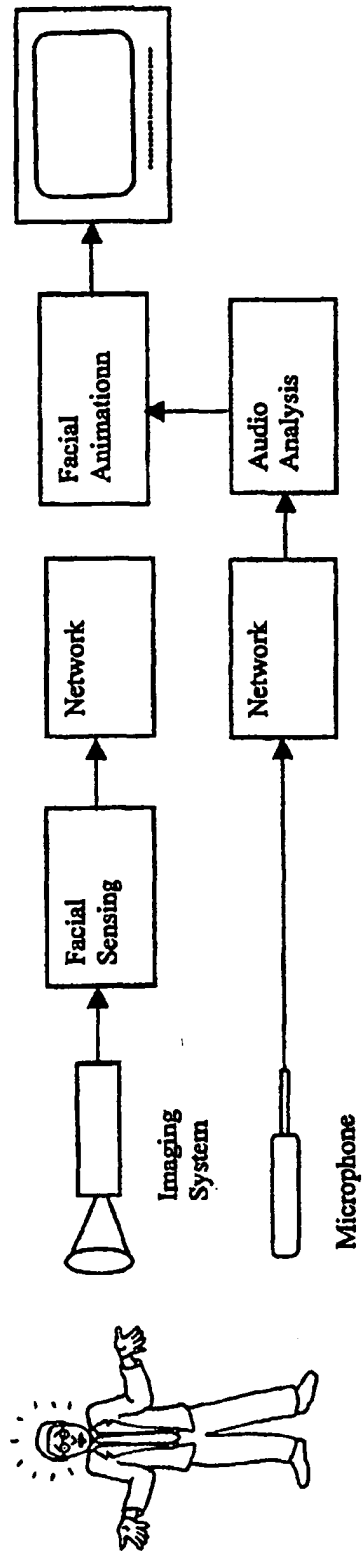 Imaging
System
Facial
Sensing
Network
Facial
Animationn
Microphone
Network
Audio
Analysis